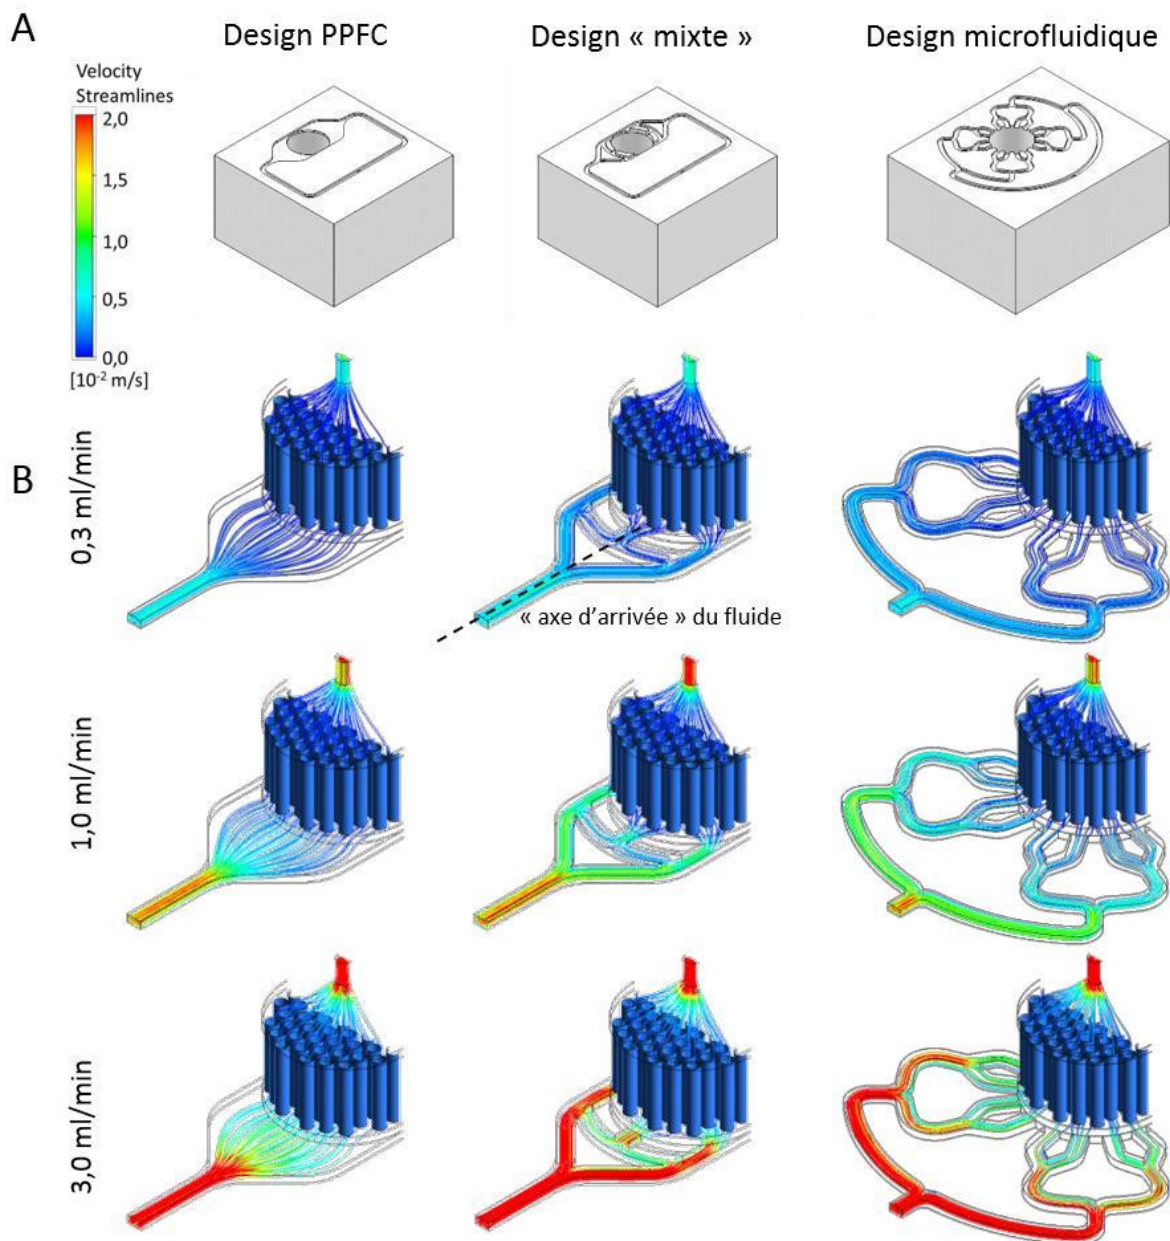 A
Design PPFC
Design « mixte »
Design microfluidique
Velocity
Streamlines
2,0
1,5
1,0
0,5
0,0
[10-2 m/s]
B
0,3 ml/min
« axe d’arrivée » du fluide
1,0 ml/min
3,0 ml/min